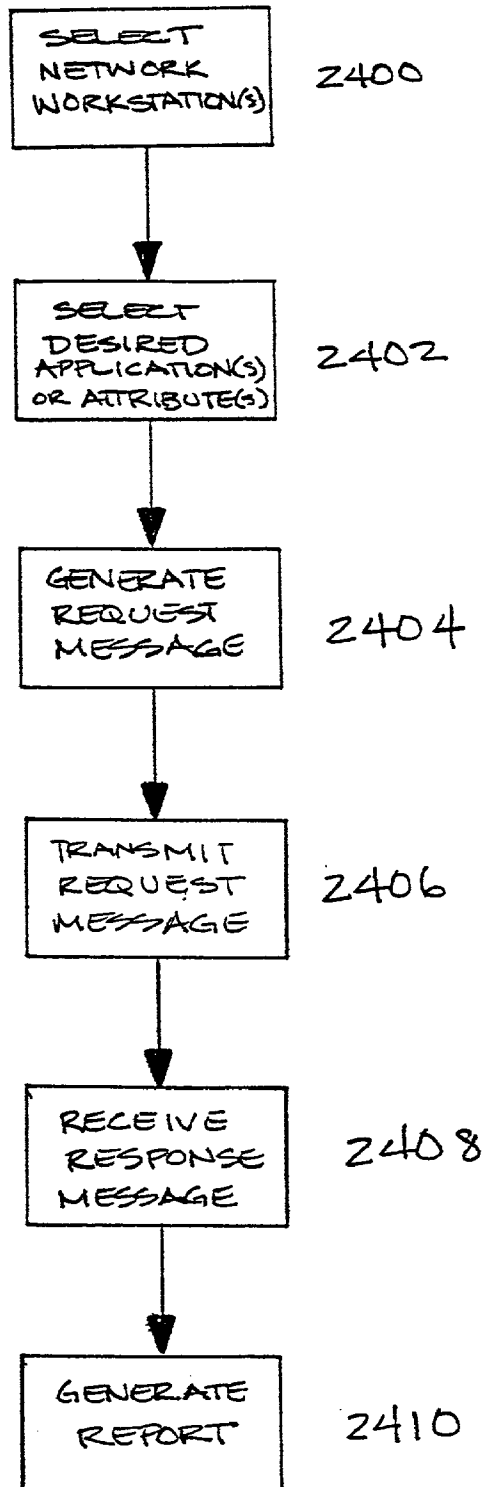 SELECT
NETWORK
WORKSTATION(S)
2400
SELECT
DESIRED
APPLICATION(S)
OR ATTRIBUTE(S)
2402
GENERATE
REQUEST
MESSAGE
2404
TRANSMIT
REQUEST
MESSAGE
2406
RECEIVE
RESPONSE
MESSAGE
2408
GENERATE
REPORT
2410